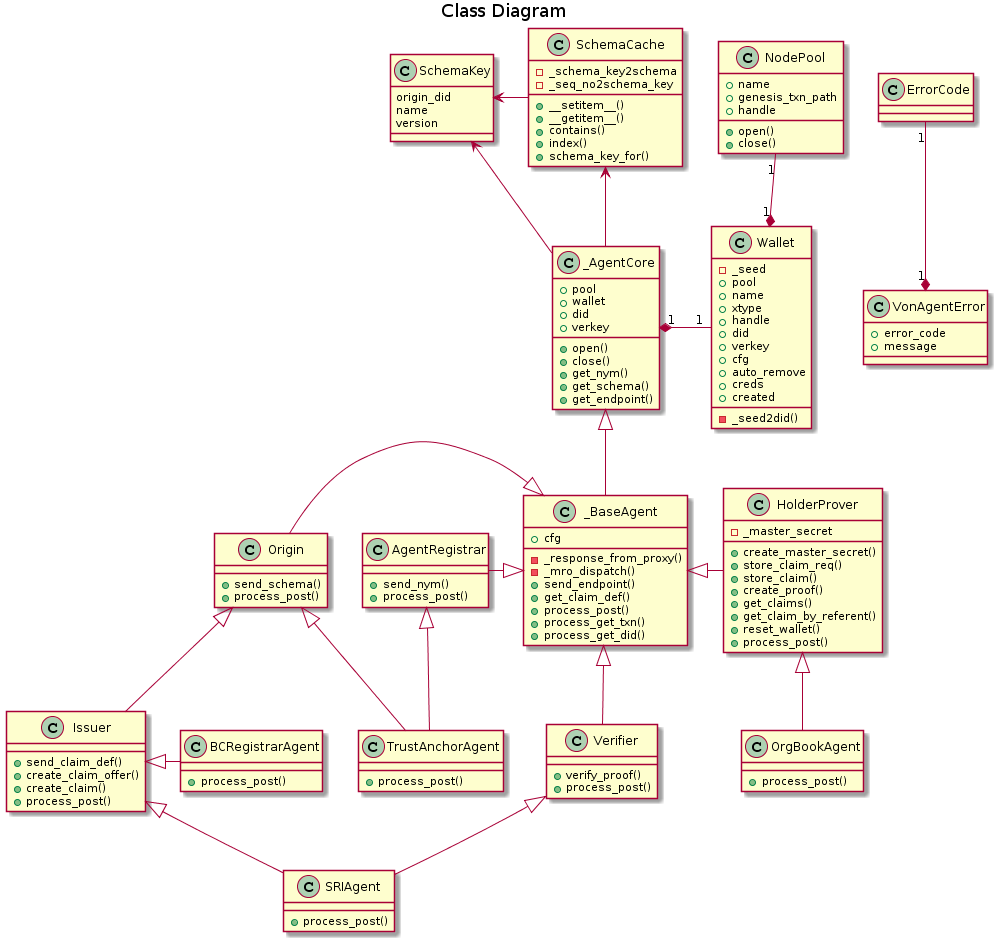 Class Diagram
C SchemaKey
origin_did
name
version
C SchemaCache
_schema_key2schema
_seq_no2schema_key
__setitem__()
__getitem__()
contains()
index()
schema_key_for()
C NodePool
name
genesis_txn_path
handle
open()
close()
C ErrorCode
1
1
1
1
C _AgentCore
pool
wallet
did
verkey
open()
close()
get_nym()
get_schema()
get_endpoint()
1 1
C Wallet
_seed
pool
name
xtype
handle
did
verkey
cfg
auto_remove
creds
created
_seed2did()
C VonAgentError
error_code
message
C Origin
send_schema()
process_post()
C AgentRegistrar
send_nym()
process_post()
C _BaseAgent
cfg
_response_from_proxy()
_mro_dispatch()
send_endpoint()
get_claim_def()
process_post()
process_get_txn()
process_get_did()
C HolderProver
_master_secret
create_master_secret()
store_claim_req()
store_claim()
create_proof()
get_claims()
get_claim_by_referent()
reset_wallet()
process_post()
C Issuer
send_claim_def()
create_claim_offer()
create_claim()
process_post()
C BCRegistrarAgent
process_post()
C TrustAnchorAgent
process_post()
C Verifier
verify_proof()
process_post()
C OrgBookAgent
process_post()
C SRIAgent
process_post()